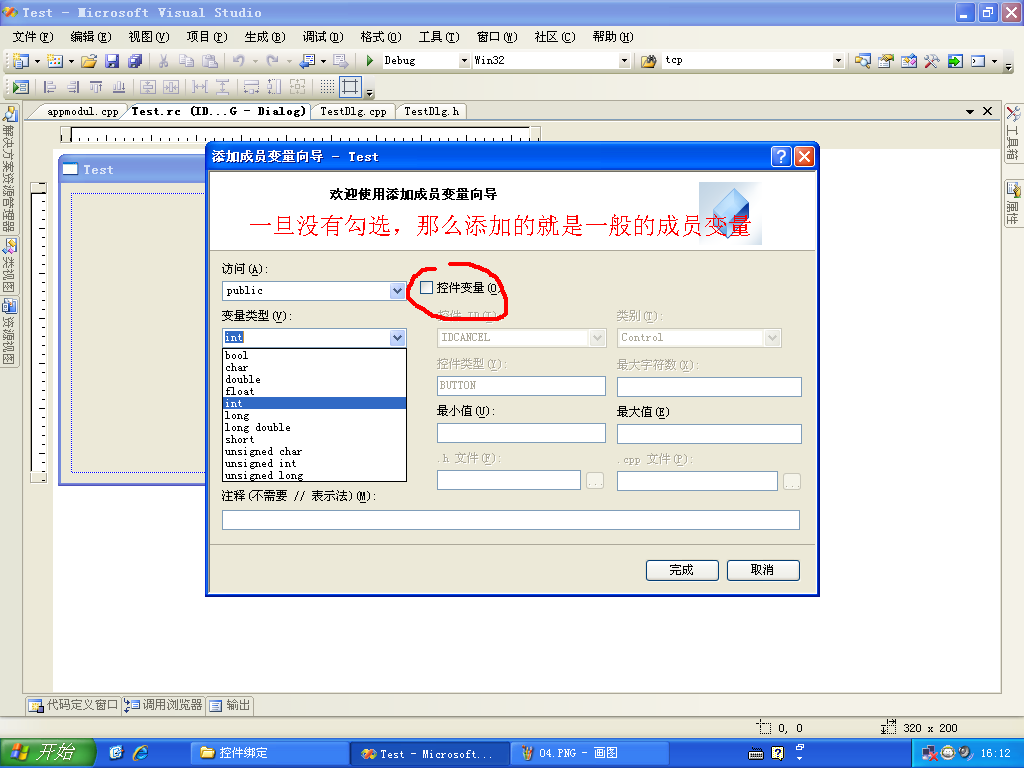 Test - Microsoft Visual Studio
文件(F) 编辑(E) 视图(V) 项目(P) 生成(B) 调试(D) 格式(O) 工具(T) 窗口(W) 社区(C) 帮助(H)
Debug Win32 tcp
appmodul.cpp Test.rc (ID...G - Dialog) TestDlg.cpp TestDlg.h
解决方案资源管理器
类视图
资源视图
工具箱
属性
Test
添加成员变量向导 - Test
欢迎使用添加成员变量向导
一旦没有勾选，那么添加的就是一般的成员变量
访问(A):
public
控件变量(O)
变量类型(V):
控件 ID(I):
类别(T):
int
IDCANCEL
Control
bool
char
double
float
int
long
long double
short
unsigned char
unsigned int
unsigned long
控件类型(Y):
最大字符数(X):
BUTTON
最小值(U):
最大值(E)
.h 文件(F):
.cpp 文件(P):
...
...
注释(不需要 // 表示法)(M):
完成 取消
代码定义窗口 调用浏览器 输出
0, 0 320 x 200
开始 控件绑定 Test - Microsoft... 04.PNG - 画图 16:12